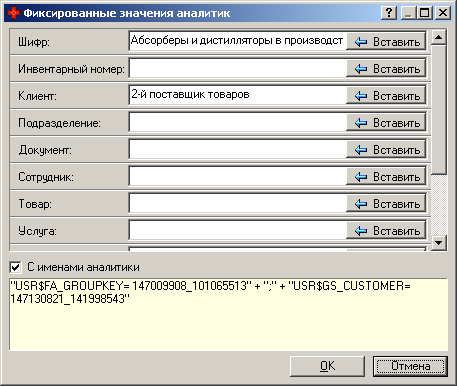 Фиксированные значения аналитик
Шифр: Абсорберы и дистилляторы в производст Вставить
Инвентарный номер: Вставить
Клиент: 2-й поставщик товаров Вставить
Подразделение: Вставить
Документ: Вставить
Сотрудник: Вставить
Товар: Вставить
Услуга: Вставить
С именами аналитики
"USR$FA_GROUPKEY= 147009908_101065513" + ";" + "USR$GS_CUSTOMER=
147130821_141998543"
OK Отмена